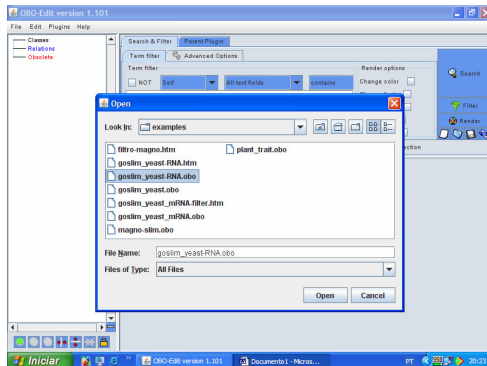 OBO-Edit version 1.101
File Edit Plugins Help
Classes
Relations
Obsolete
Search & Filter Parent Plugin
Term filter Advanced Options
Term filter
Render options
NOT Self All text fields contains
Change color
Search
Filter
Render
Open
Look In: examples
filtro-magno.htm
goslim_yeast-RNA.htm
goslim_yeast-RNA.obo
goslim_yeast.obo
goslim_yeast_mRNA-filter.htm
goslim_yeast_mRNA.obo
magno-slim.obo
plant_trait.obo
File Name: goslim_yeast-RNA.obo
Files of Type: All Files
Open Cancel
Iniciar
OBO-Edit version 1.101
Documento1 - Micros...
PT
20:23